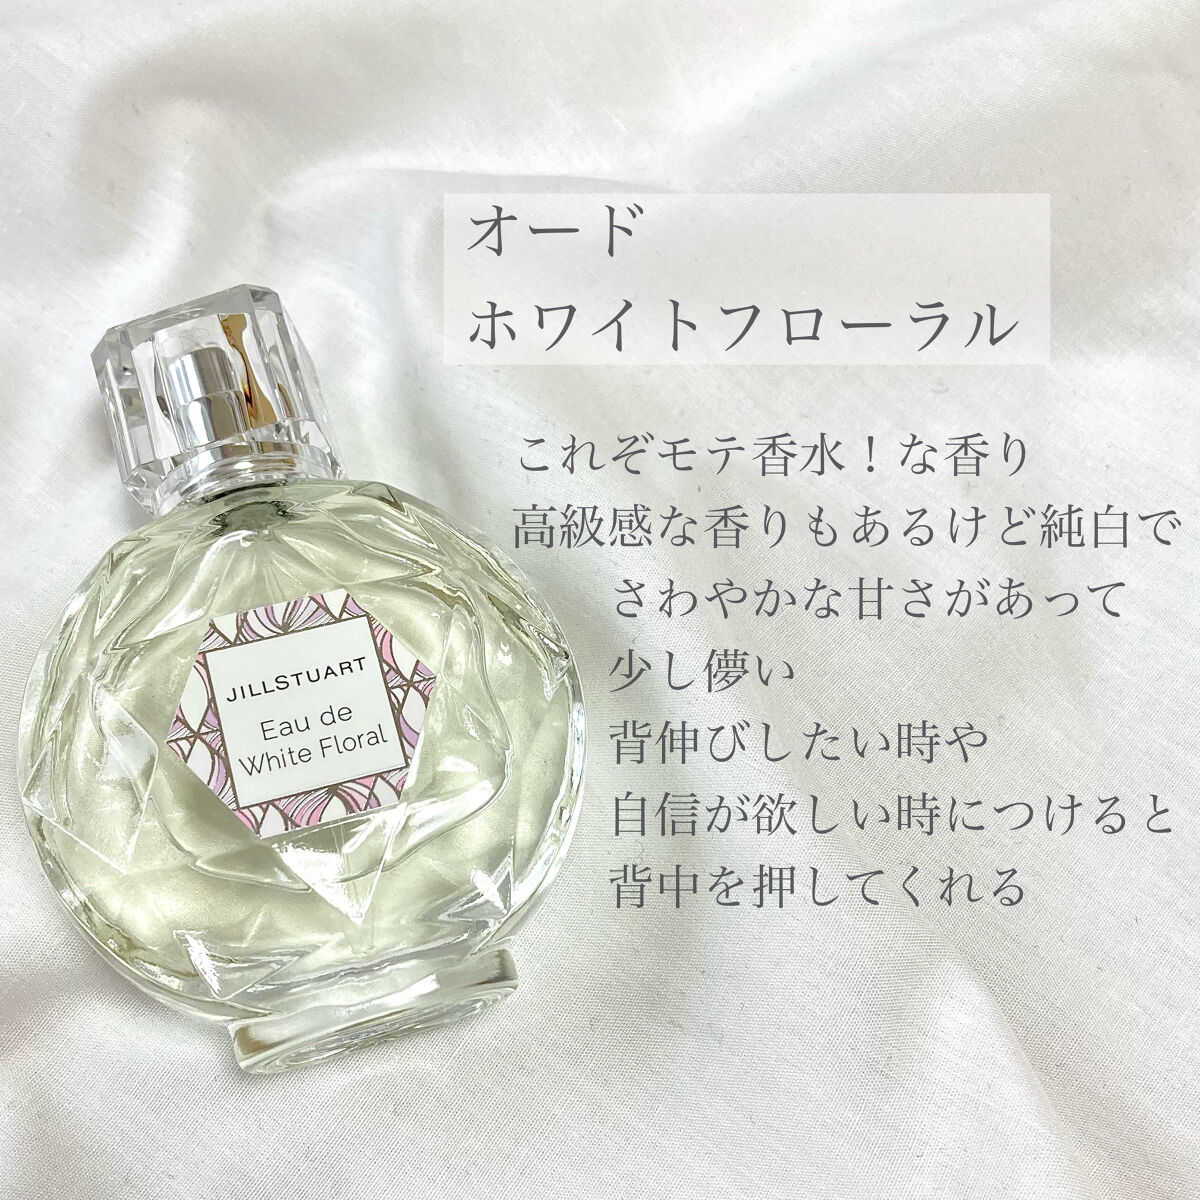 オード
ホワイトフローラル
これぞモテ香水！な香り
高級感な香りもあるけど純白で
さわやかな甘さがあって
少し儚い
背伸びしたい時や
自信が欲しい時につけると
背中を押してくれる
JILLSTUART
Eau de
White Floral